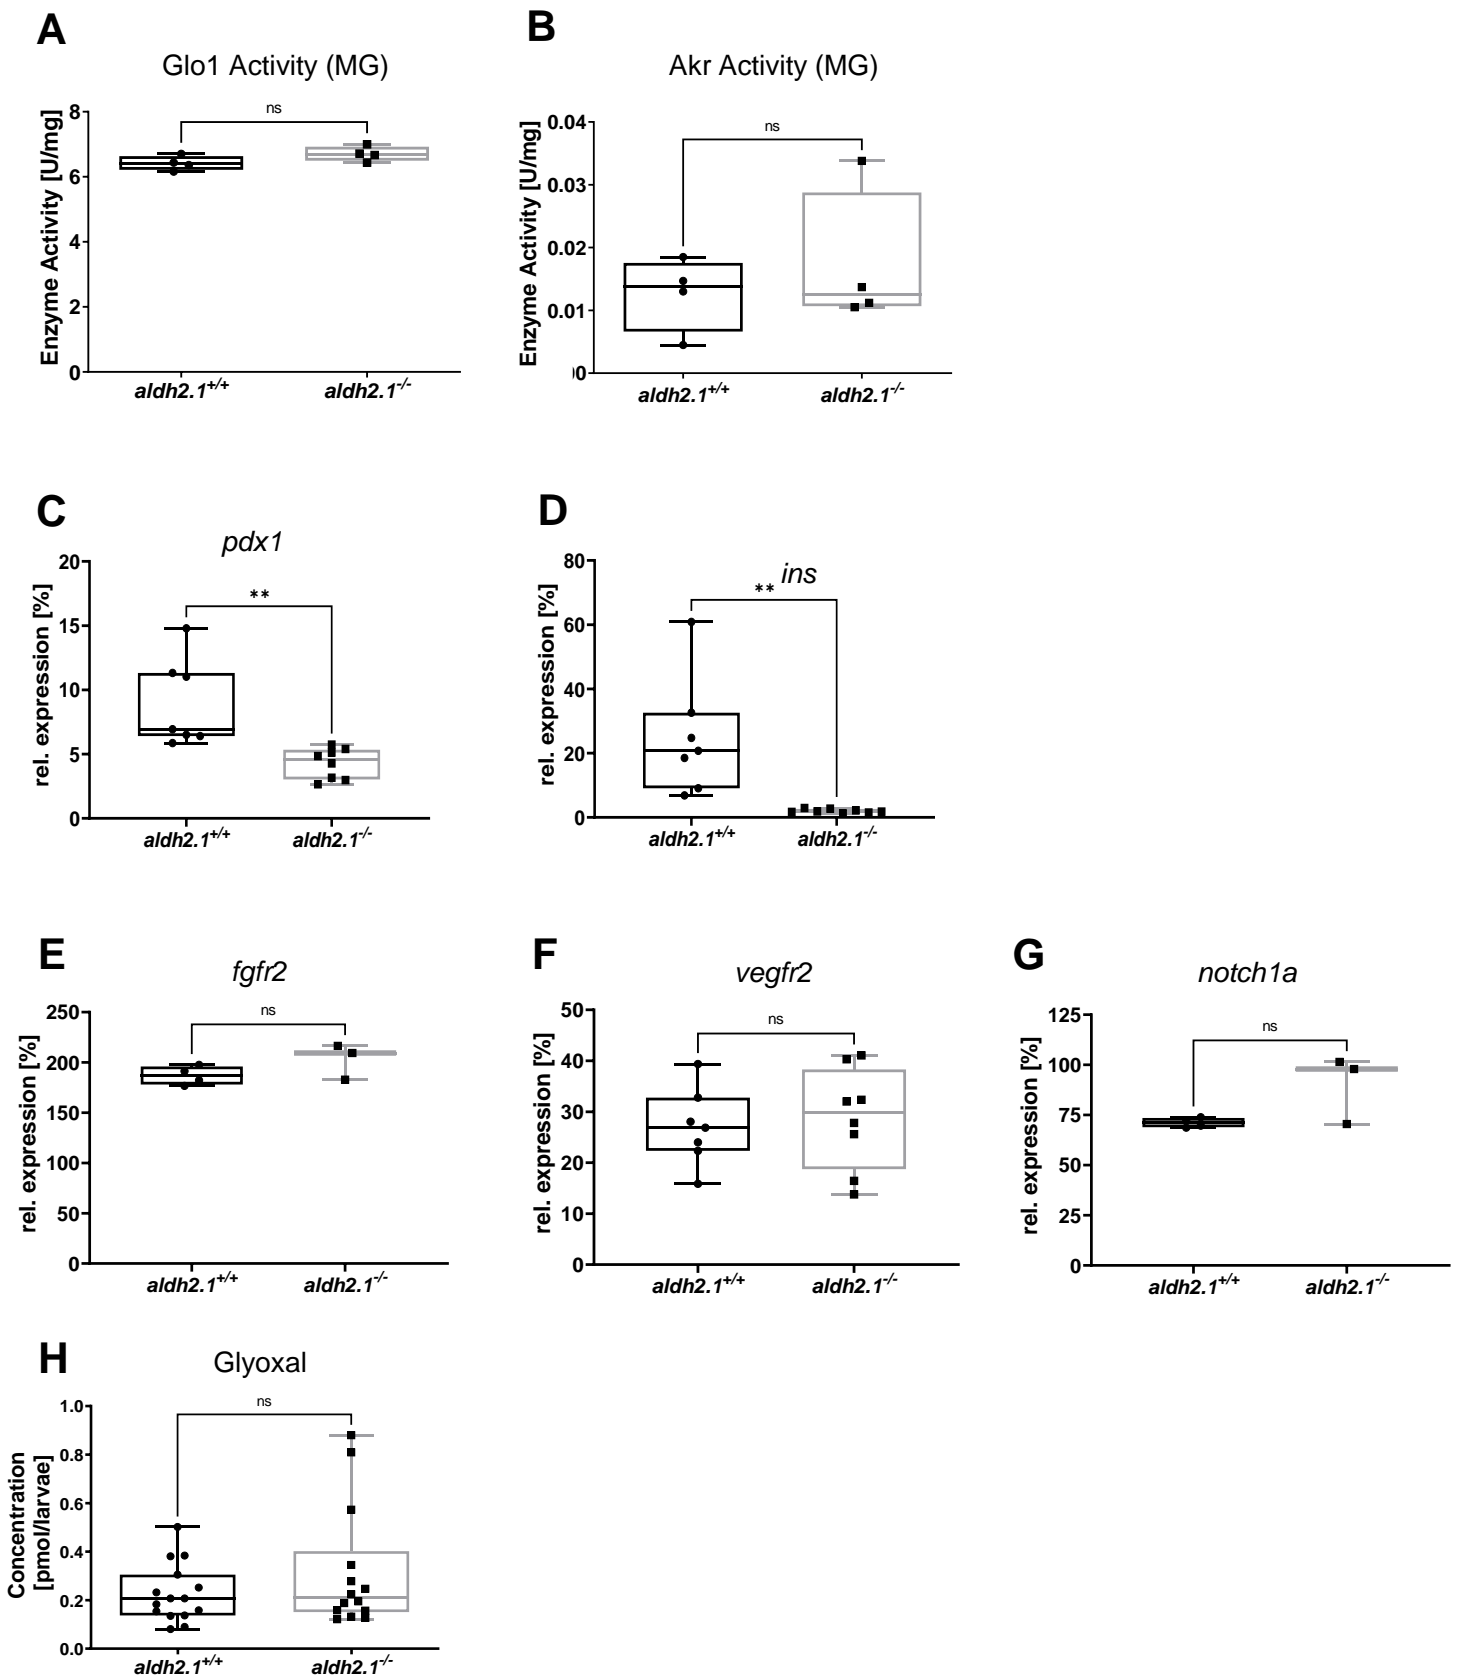 A
Glo1 Activity (MG)
Enzyme Activity [U/mg]
8
6
4
2
0
ns
aldh2.1+/+
aldh2.1-/-
B
Akr Activity (MG)
Enzyme Activity [U/mg]
0.04
0.03
0.02
0.01
00
ns
aldh2.1+/+
aldh2.1-/-
C
pdx1
rel. expression [%]
20
15
10
5
0
**
aldh2.1+/+
aldh2.1-/-
D
ins
rel. expression [%]
80
60
40
20
0
**
aldh2.1+/+
aldh2.1-/-
E
fgfr2
rel. expression [%]
250
200
150
100
50
0
ns
aldh2.1+/+
aldh2.1-/-
F
vegfr2
rel. expression [%]
50
40
30
20
10
0
ns
aldh2.1+/+
aldh2.1-/-
G
notch1a
rel. expression [%]
125
100
75
50
25
0
ns
aldh2.1+/+
aldh2.1-/-
H
Glyoxal
Concentration
[pmol/larvae]
1.0
0.8
0.6
0.4
0.2
0.0
ns
aldh2.1+/+
aldh2.1-/-